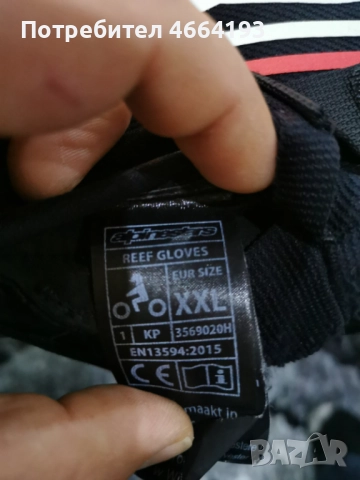 Потребител 4664193
alpinestars
REEF GLOVES
EUR SIZE
XXL
1 KP 3569020H
EN13594:2015
CE i
maakt in
BAZAR